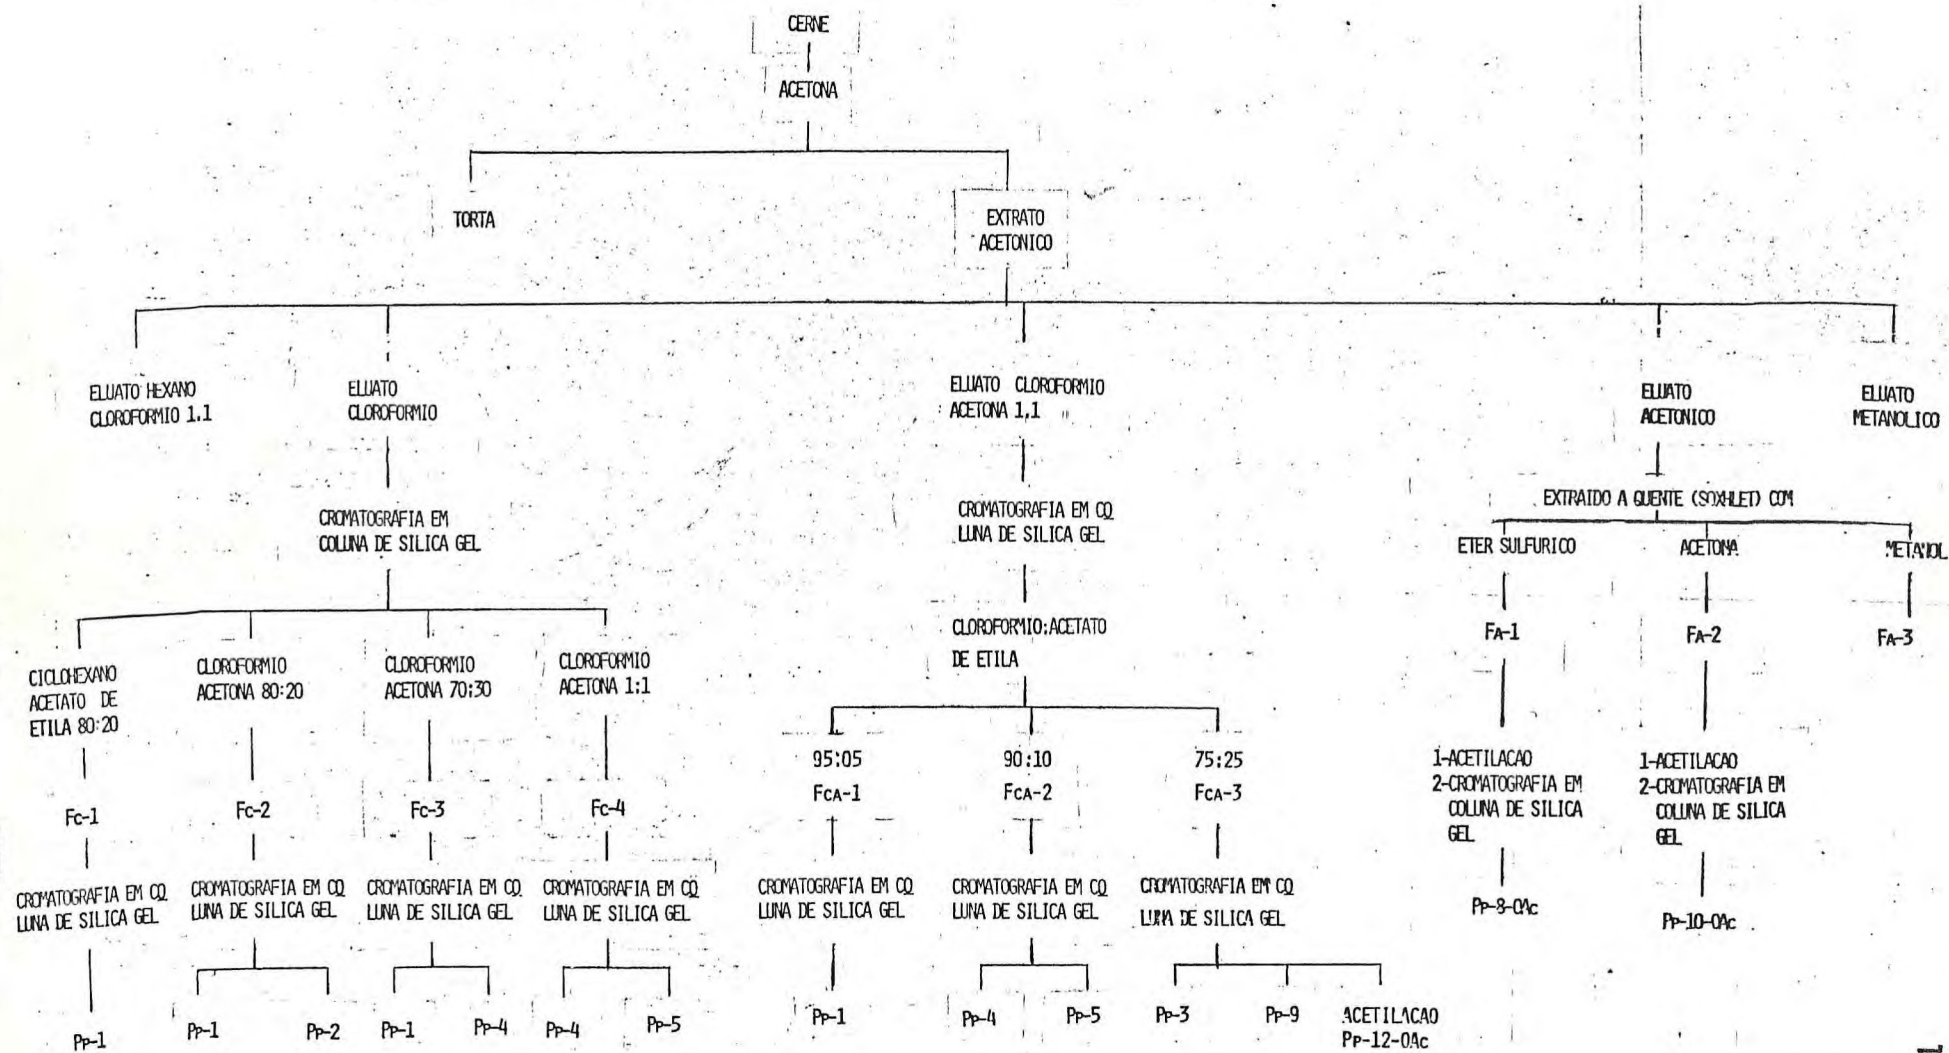 CERNE
ACETONA
TORTA
EXTRATO
ACETONICO
ELUATO HEXANO
CLOROFORMIO 1.1
ELUATO
CLOROFORMIO
ELUATO CLOROFORMIO
ACETONA 1,1
ELUATO
ACETONICO
ELUATO
METANOLICO
CROMATOGRAFIA EM
COLUNA DE SILICA GEL
CROMATOGRAFIA EM CO
LUNA DE SILICA GEL
EXTRAIDO A QUENTE (SOXHLET) COM
ETER SULFURICO
ACETONA
METANOL
CICLOHEXANO
ACETATO DE
ETILA 80:20
CLOROFORMIO
ACETONA 80:20
CLOROFORMIO
ACETONA 70:30
CLOROFORMIO
ACETONA 1:1
CLOROFORMIO:ACETATO
DE ETILA
FA-1
FA-2
FA-3
95:05
FCA-1
90:10
FCA-2
75:25
FCA-3
1-ACETILACAO
2-CROMATOGRAFIA EM
COLUNA DE SILICA
GEL
1-ACETILACAO
2-CROMATOGRAFIA EM
COLUNA DE SILICA
GEL
FC-1
FC-2
FC-3
FC-4
CROMATOGRAFIA EM CO
LUNA DE SILICA GEL
CROMATOGRAFIA EM CO
LUNA DE SILICA GEL
CROMATOGRAFIA EM CO
LUNA DE SILICA GEL
CROMATOGRAFIA EM CO
LUNA DE SILICA GEL
CROMATOGRAFIA EM CO
LUNA DE SILICA GEL
CROMATOGRAFIA EM CO
LUNA DE SILICA GEL
CROMATOGRAFIA EM CO
LUNA DE SILICA GEL
PP-8-OAc
PP-10-OAc
PP-1
PP-1
PP-2
PP-1
PP-4
PP-4
PP-5
PP-1
PP-4
PP-5
PP-3
PP-9
ACETILACAO
PP-12-OAc